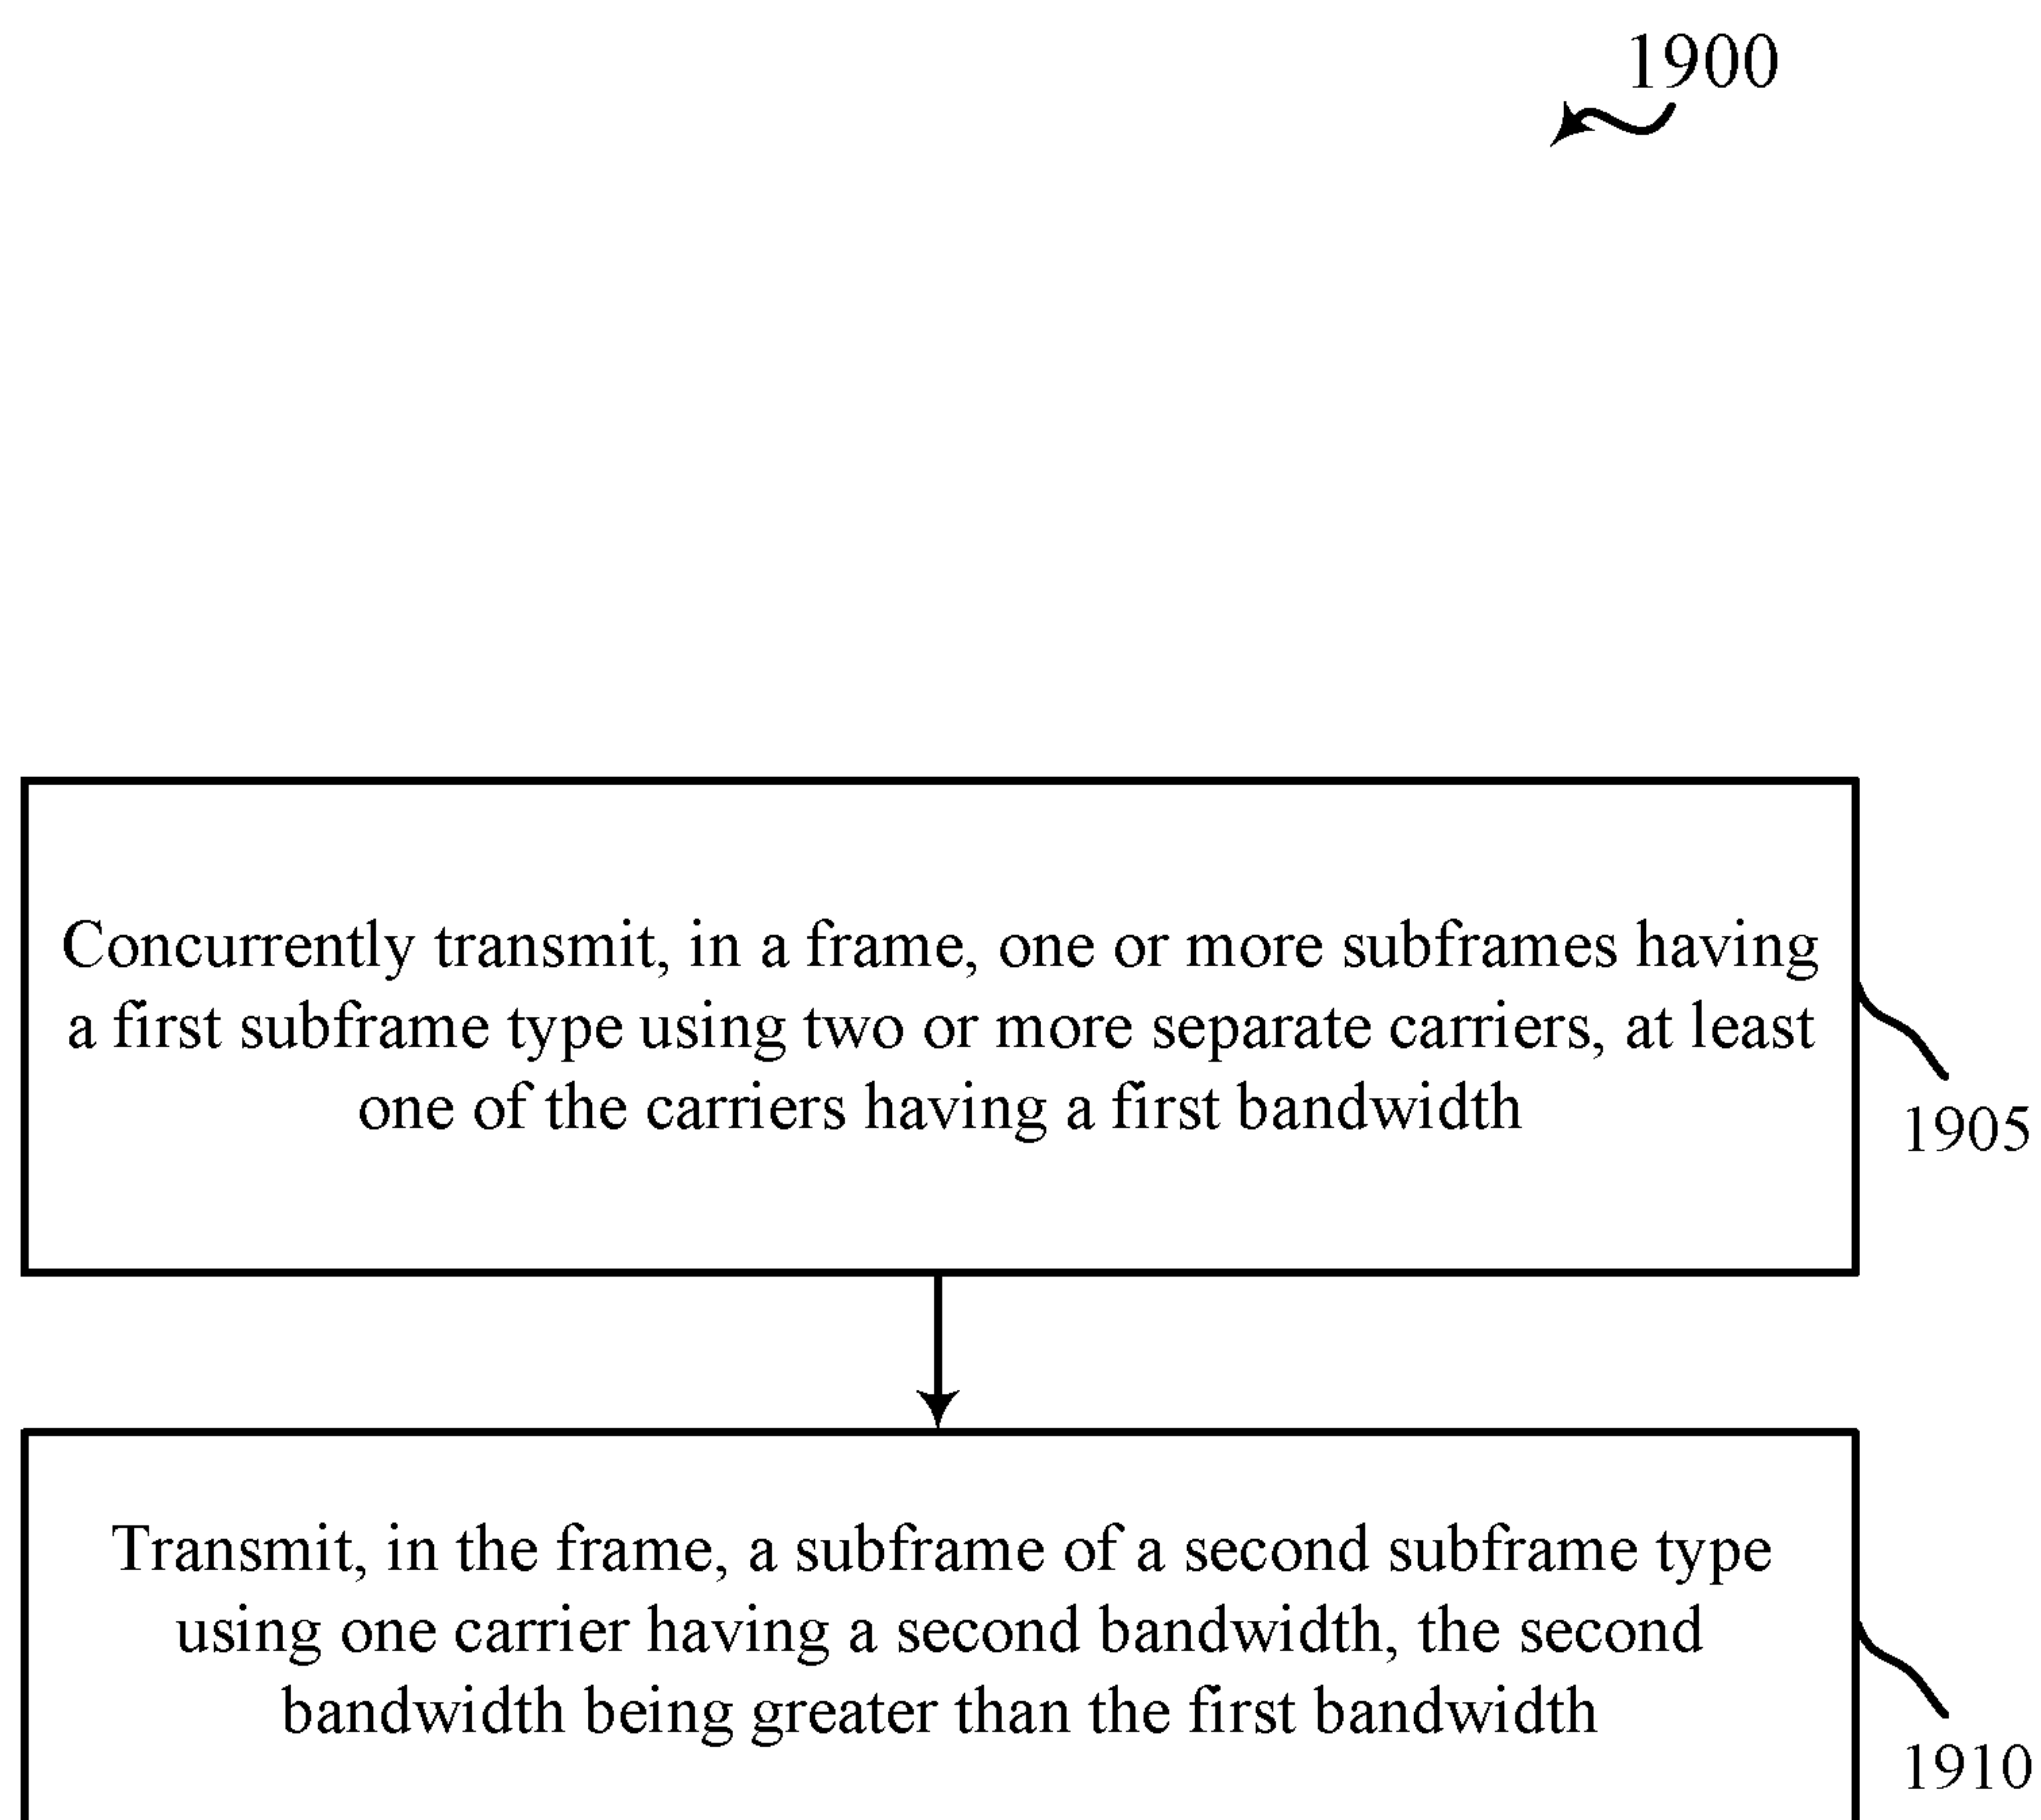 1900
Concurrently transmit, in a frame, one or more subframes having
a first subframe type using two or more separate carriers, at least
one of the carriers having a first bandwidth
1905
Transmit, in the frame, a subframe of a second subframe type
using one carrier having a second bandwidth, the second
bandwidth being greater than the first bandwidth
1910